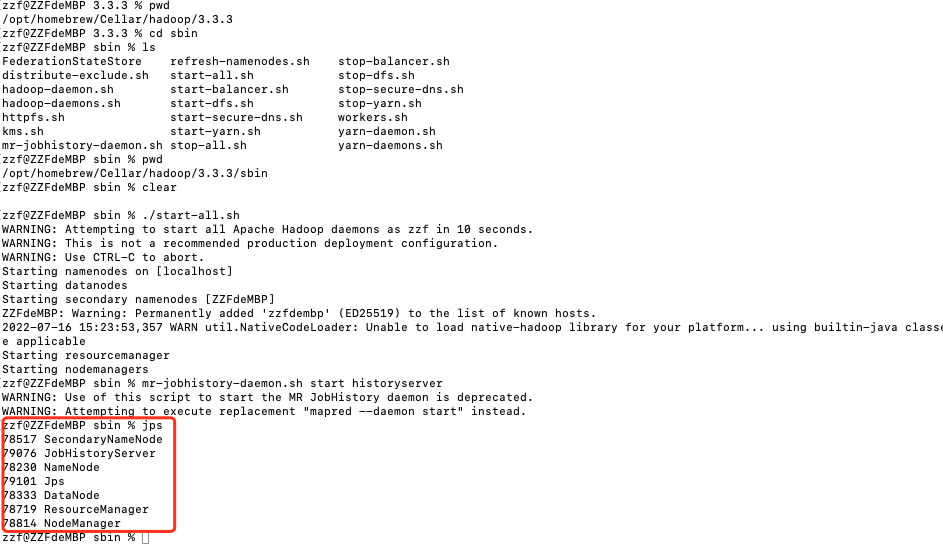 [zzf@ZZFdeMBP 3.3.3 % pwd
/opt/homebrew/Cellar/hadoop/3.3.3
[zzf@ZZFdeMBP 3.3.3 % cd sbin
[zzf@ZZFdeMBP sbin % ls
FederationStateStore refresh-namenodes.sh stop-balancer.sh
distribute-exclude.sh start-all.sh stop-dfs.sh
hadoop-daemon.sh start-balancer.sh stop-secure-dns.sh
hadoop-daemons.sh start-dfs.sh stop-yarn.sh
httpfs.sh start-secure-dns.sh workers.sh
kms.sh start-yarn.sh yarn-daemon.sh
mr-jobhistory-daemon.sh stop-all.sh yarn-daemons.sh
[zzf@ZZFdeMBP sbin % pwd
/opt/homebrew/Cellar/hadoop/3.3.3/sbin
[zzf@ZZFdeMBP sbin % clear
[zzf@ZZFdeMBP sbin % ./start-all.sh
WARNING: Attempting to start all Apache Hadoop daemons as zzf in 10 seconds.
WARNING: This is not a recommended production deployment configuration.
WARNING: Use CTRL-C to abort.
Starting namenodes on [localhost]
Starting datanodes
Starting secondary namenodes [ZZFdeMBP]
ZZFdeMBP: Warning: Permanently added 'zzfdembp' (ED25519) to the list of known hosts.
2022-07-16 15:23:53,357 WARN util.NativeCodeLoader: Unable to load native-hadoop library for your platform... using builtin-java classe
e applicable
Starting resourcemanager
Starting nodemanagers
[zzf@ZZFdeMBP sbin % mr-jobhistory-daemon.sh start historyserver
WARNING: Use of this script to start the MR JobHistory daemon is deprecated.
WARNING: Attempting to execute replacement "mapred --daemon start" instead.
[zzf@ZZFdeMBP sbin % jps
78517 SecondaryNameNode
79076 JobHistoryServer
78230 NameNode
79101 Jps
78333 DataNode
78719 ResourceManager
78814 NodeManager
zzf@ZZFdeMBP sbin %